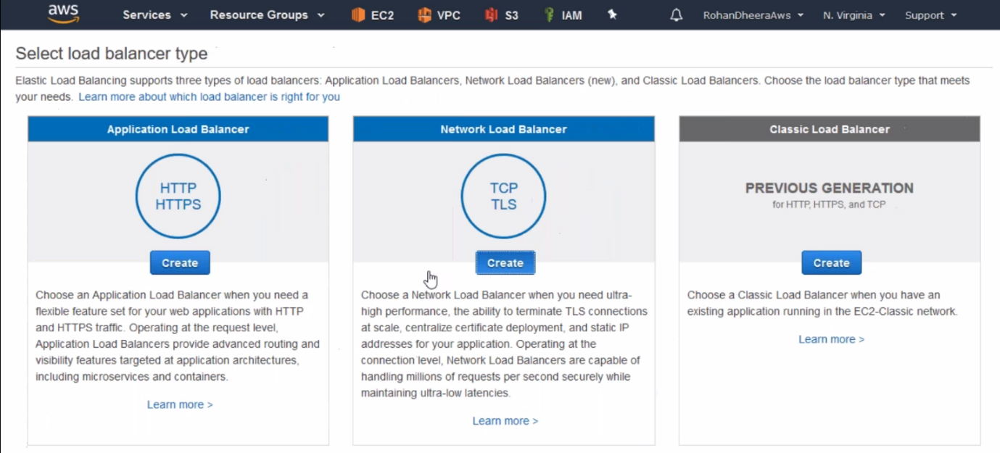 aws Services Resource Groups EC2 VPC S3 IAM RohanDheeraAws N. Virginia Support
Select load balancer type
Elastic Load Balancing supports three types of load balancers: Application Load Balancers, Network Load Balancers (new), and Classic Load Balancers. Choose the load balancer type that meets
your needs. Learn more about which load balancer is right for you
Application Load Balancer
HTTP
HTTPS
Create
Choose an Application Load Balancer when you need a
flexible feature set for your web applications with HTTP
and HTTPS traffic. Operating at the request level,
Application Load Balancers provide advanced routing and
visibility features targeted at application architectures,
including microservices and containers.
Learn more >
Network Load Balancer
TCP
TLS
Create
Choose a Network Load Balancer when you need ultra-
high performance, the ability to terminate TLS connections
at scale, centralize certificate deployment, and static IP
addresses for your application. Operating at the
connection level, Network Load Balancers are capable of
handling millions of requests per second securely while
maintaining ultra-low latencies.
Learn more >
Classic Load Balancer
PREVIOUS GENERATION
for HTTP, HTTPS, and TCP
Create
Choose a Classic Load Balancer when you have an
existing application running in the EC2-Classic network.
Learn more >